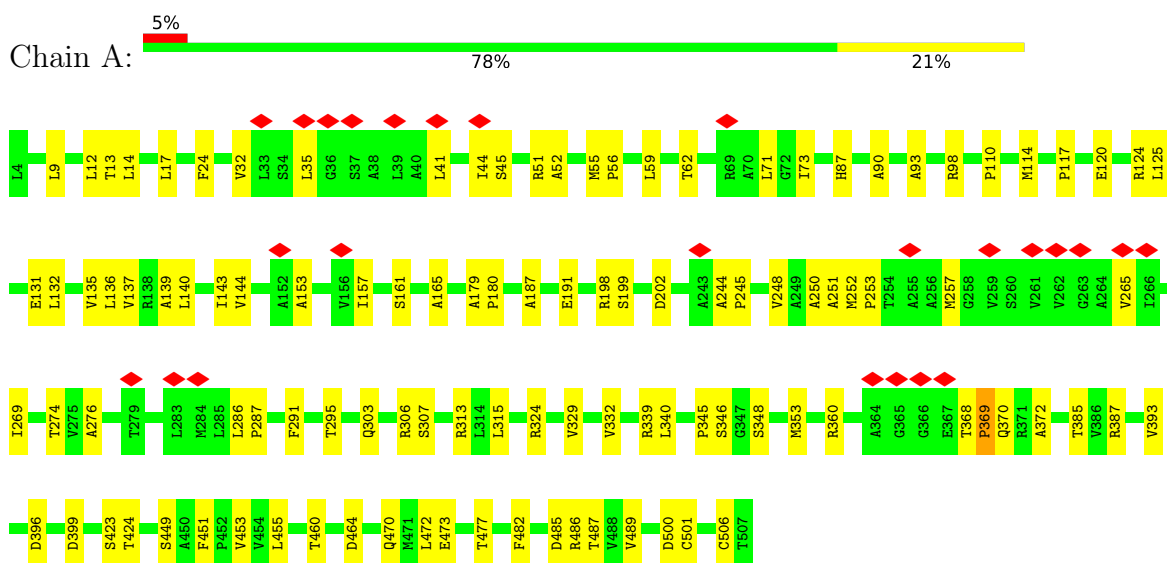 5%
Chain A:
78% 21%
L4 L9 L12 T13 L14 L17 F24 V32 L33 S34 L35 G36 S37 A38 L39 A40 L41 I44 S45 R51 A52 M55 P56 L59 T62 R69 A70 L71 G72 I73 H87 A90 A93 R98 P110 M114 P117 E120 R124 L125
E131 L132 V135 L136 V137 R138 A139 L140 I143 V144 A152 A153 V156 I157 S161 A165 A179 P180 A187 E191 R198 S199 D202 A243 A244 P245 V248 A249 A250 A251 M252 P253 T254 A255 A256 M257 G258 V259 S260 V261 V262 G263 A264 V265 I266
I269 T274 V275 A276 T279 L283 M284 L285 L286 P287 F291 T295 Q303 R306 S307 R313 L314 L315 R324 V329 V332 R339 L340 P345 S346 G347 S348 M353 R360 A364 G365 G366 E367 T368 P369 Q370 R371 A372 T385 V386 R387 V393
D396 D399 S423 T424 S449 A450 F451 P452 V453 V454 L455 T460 D464 Q470 M471 L472 E473 T477 F482 D485 R486 T487 V488 V489 D500 C501 C506 T507